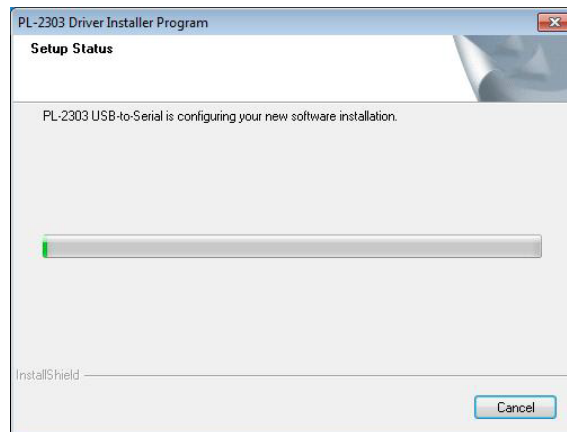 PL-2303 Driver Installer Program
Setup Status
PL-2303 USB-to-Serial is configuring your new software installation.
InstallShield
Cancel